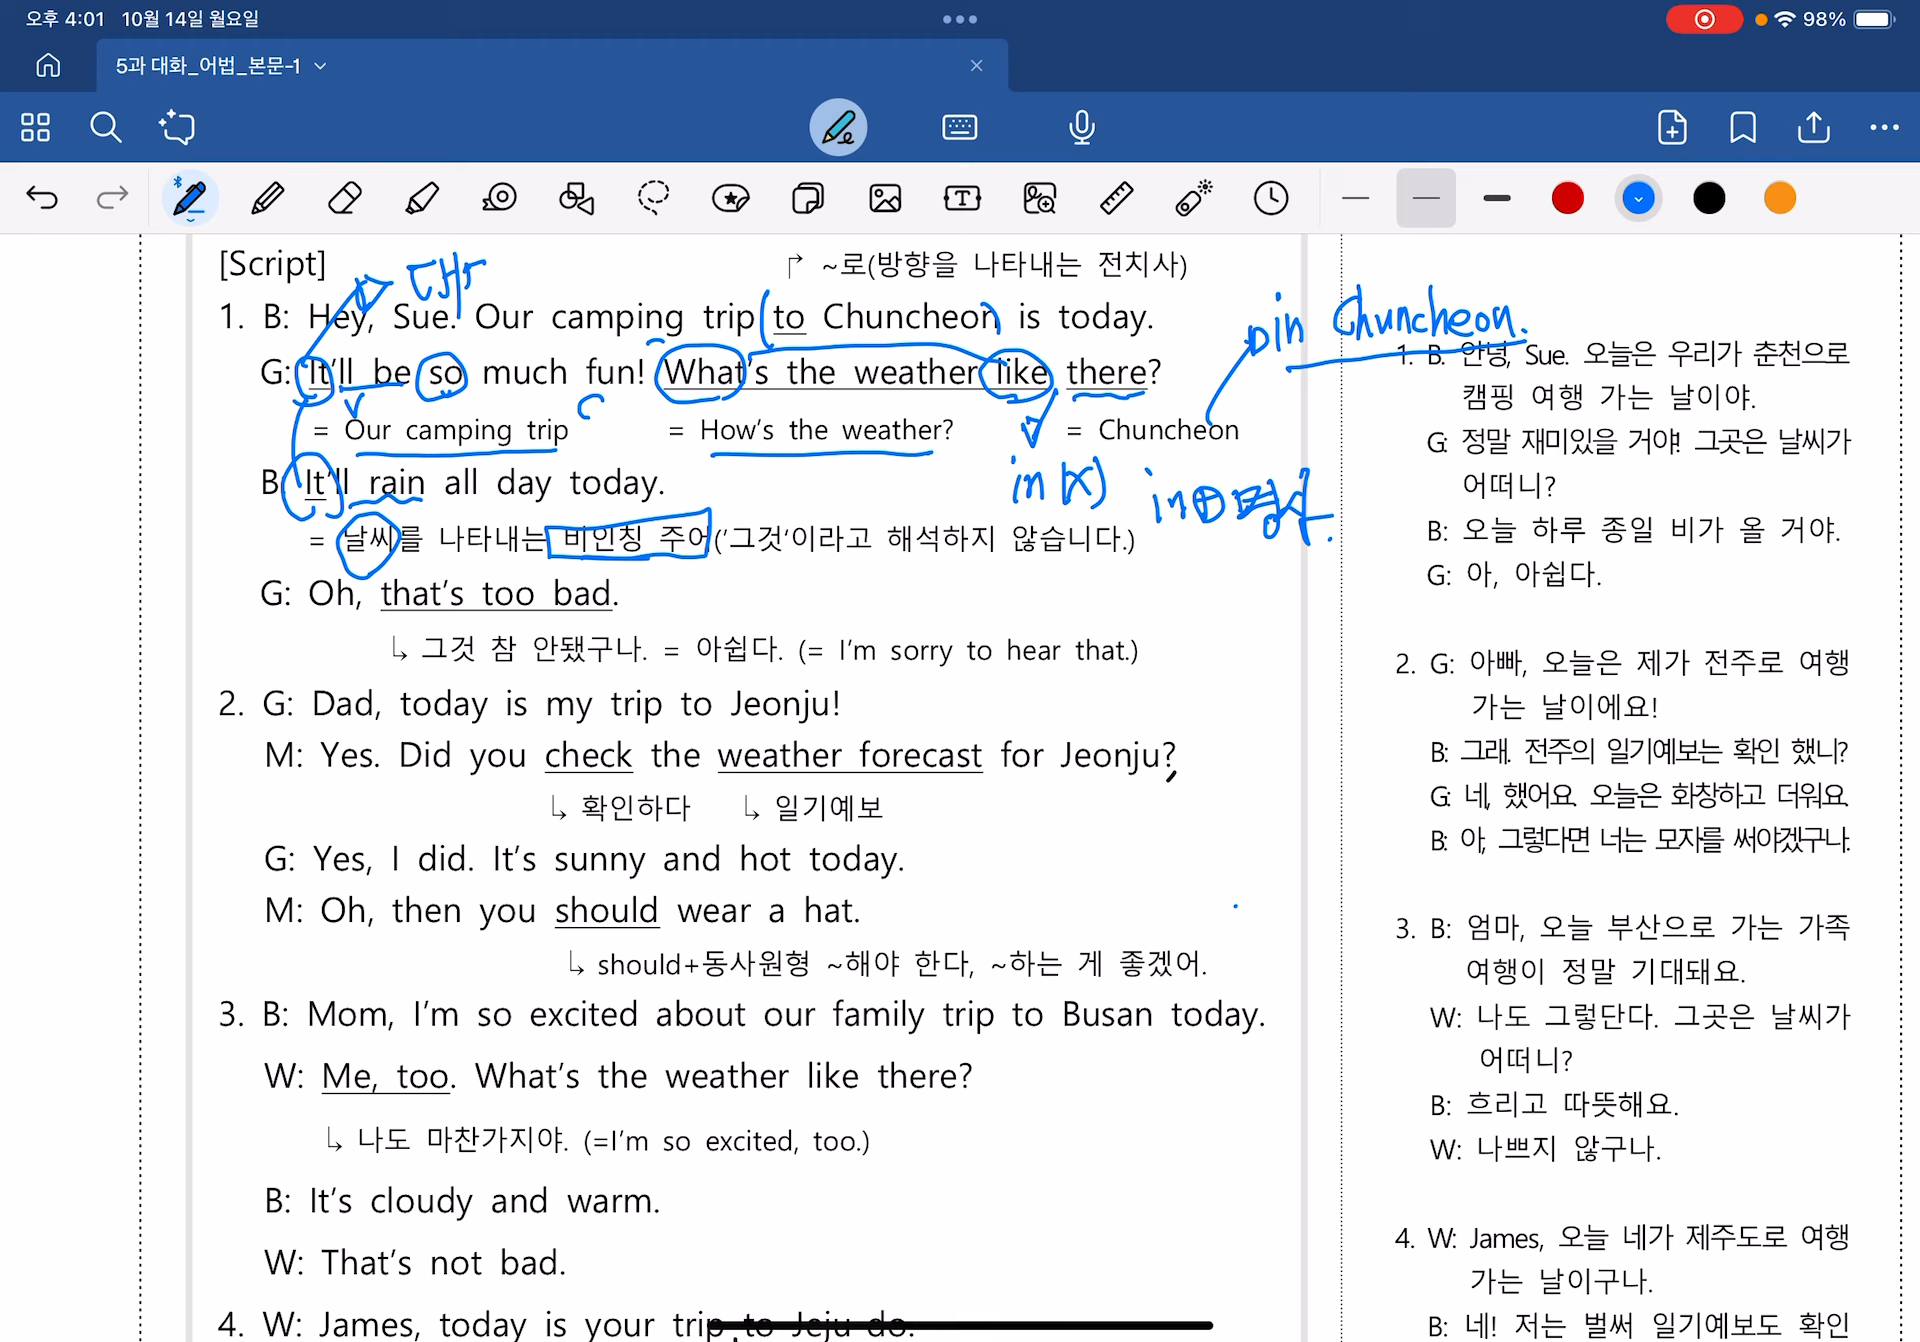 오후 4:01 10월 14일 월요일
98%
5과 대화_어법_본문-1
[Script]
↱ ~로(방향을 나타내는 전치사)
1. B: Hey, Sue. Our camping trip to Chuncheon is today.
in Chuncheon.
G: It'll be so much fun! What's the weather like there?
= Our camping trip = How's the weather? = Chuncheon
in (X)
B: It'll rain all day today.
= 날씨를 나타내는 비인칭 주어('그것'이라고 해석하지 않습니다.)
G: Oh, that's too bad.
↳ 그것 참 안됐구나. = 아쉽다. (= I'm sorry to hear that.)
2. G: Dad, today is my trip to Jeonju!
M: Yes. Did you check the weather forecast for Jeonju?
↳ 확인하다 ↳ 일기예보
G: Yes, I did. It's sunny and hot today.
M: Oh, then you should wear a hat.
↳ should+동사원형 ~해야 한다, ~하는 게 좋겠어.
3. B: Mom, I'm so excited about our family trip to Busan today.
W: Me, too. What's the weather like there?
↳ 나도 마찬가지야. (=I'm so excited, too.)
B: It's cloudy and warm.
W: That's not bad.
4. W: James, today is your trip to Jeju-do.
1. B: 안녕, Sue. 오늘은 우리가 춘천으로
캠핑 여행 가는 날이야.
G: 정말 재미있을 거야! 그곳은 날씨가
어떠니?
B: 오늘 하루 종일 비가 올 거야.
G: 아, 아쉽다.
2. G: 아빠, 오늘은 제가 전주로 여행
가는 날이에요!
B: 그래. 전주의 일기예보는 확인 했니?
G: 네, 했어요. 오늘은 화창하고 더워요.
B: 아, 그렇다면 너는 모자를 써야겠구나.
3. B: 엄마, 오늘 부산으로 가는 가족
여행이 정말 기대돼요.
W: 나도 그렇단다. 그곳은 날씨가
어떠니?
B: 흐리고 따뜻해요.
W: 나쁘지 않구나.
4. W: James, 오늘 네가 제주도로 여행
가는 날이구나.
B: 네! 저는 벌써 일기예보도 확인